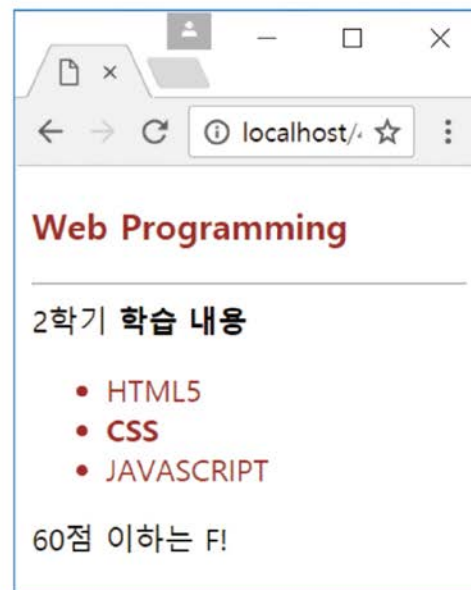 localhost/
Web Programming
2학기 학습 내용
• HTML5
• CSS
• JAVASCRIPT
60점 이하는 F!